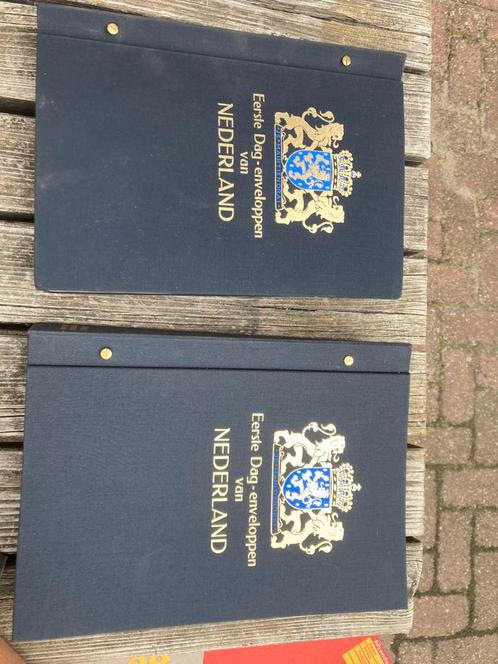 Eerste Dag-enveloppen
van
NEDERLAND
Eerste Dag-enveloppen
van
NEDERLAND